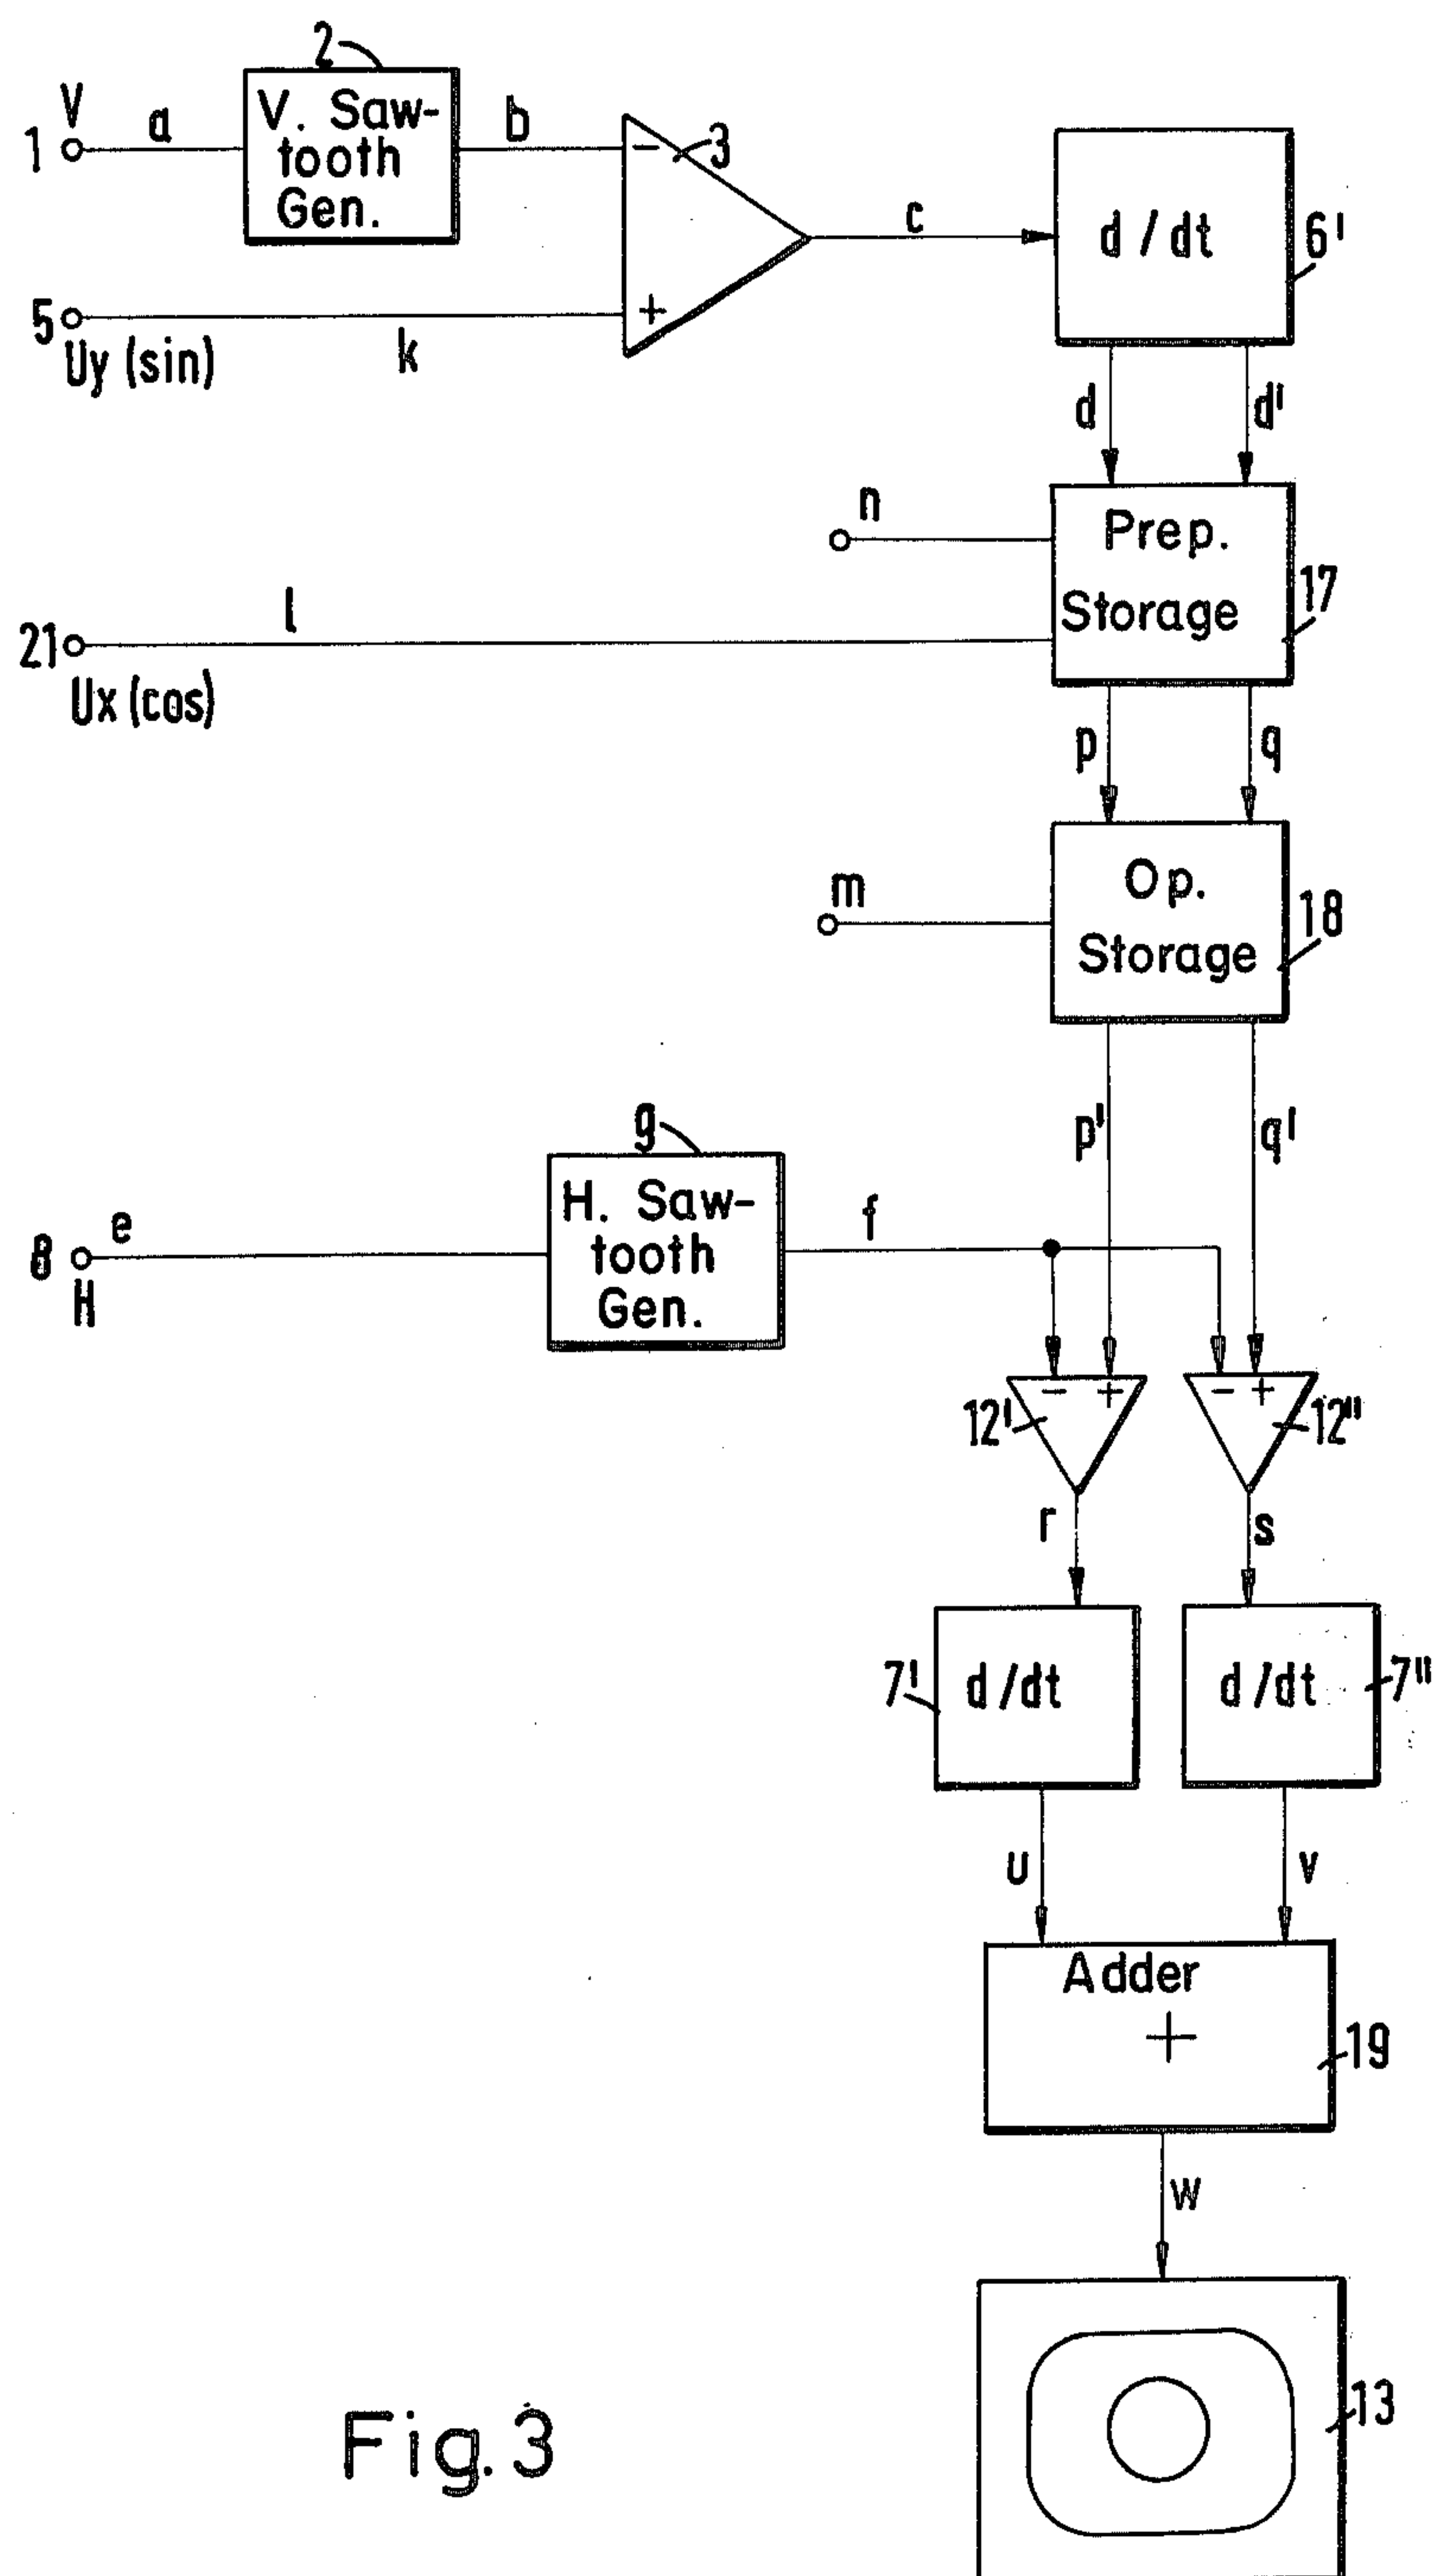 2
V
1
a
V. Saw-
tooth
Gen.
b
-
3
c
d / dt
6'
5
Uy (sin)
k
+
d
d'
n
Prep.
Storage
17
l
21
Ux (cos)
p
q
m
Op.
Storage
18
g
p'
q'
8
e
H
H. Saw-
tooth
Gen.
f
- +
- +
12'
12"
r
s
7'
d /dt
d /dt
7"
u
v
Adder
+
19
w
13
Fig. 3